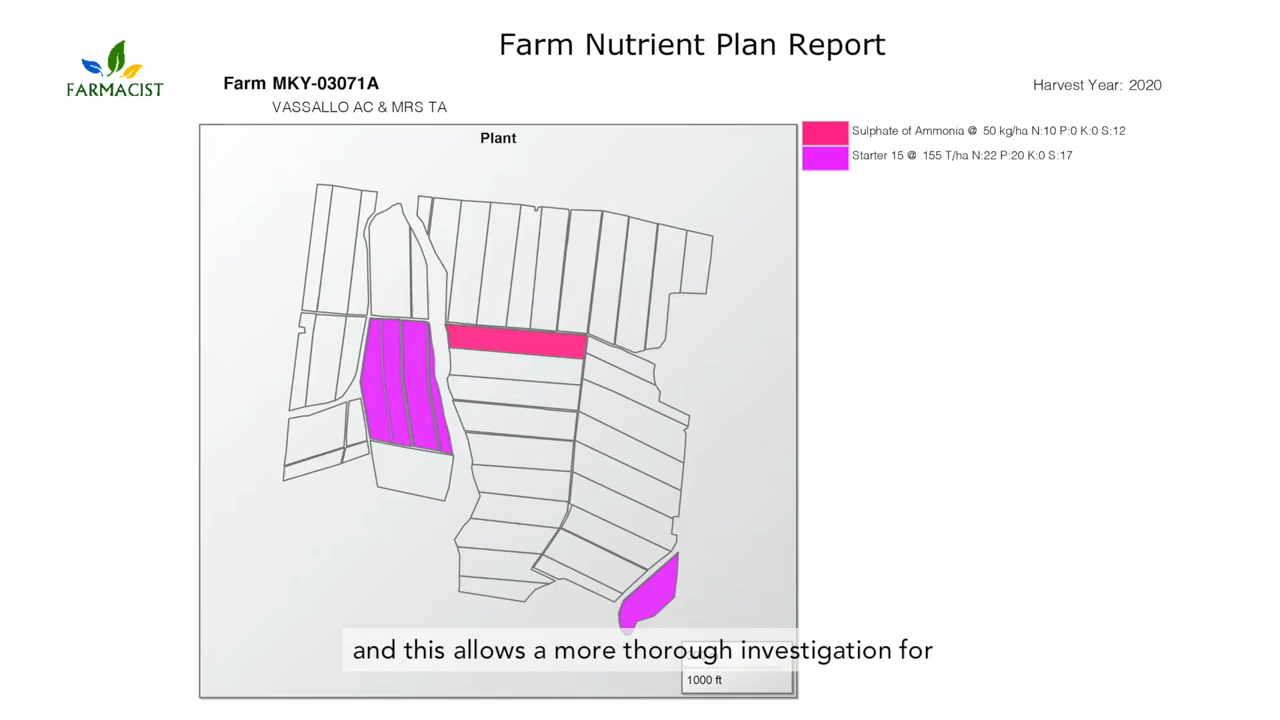 Farm Nutrient Plan Report
FARMACIST
Farm MKY-03071A
Harvest Year: 2020
VASSALLO AC & MRS TA
Plant
Sulphate of Ammonia @ 50 kg/ha N:10 P:0 K:0 S:12
Starter 15 @ 155 T/ha N:22 P:20 K:0 S:17
and this allows a more thorough investigation for
1000 ft